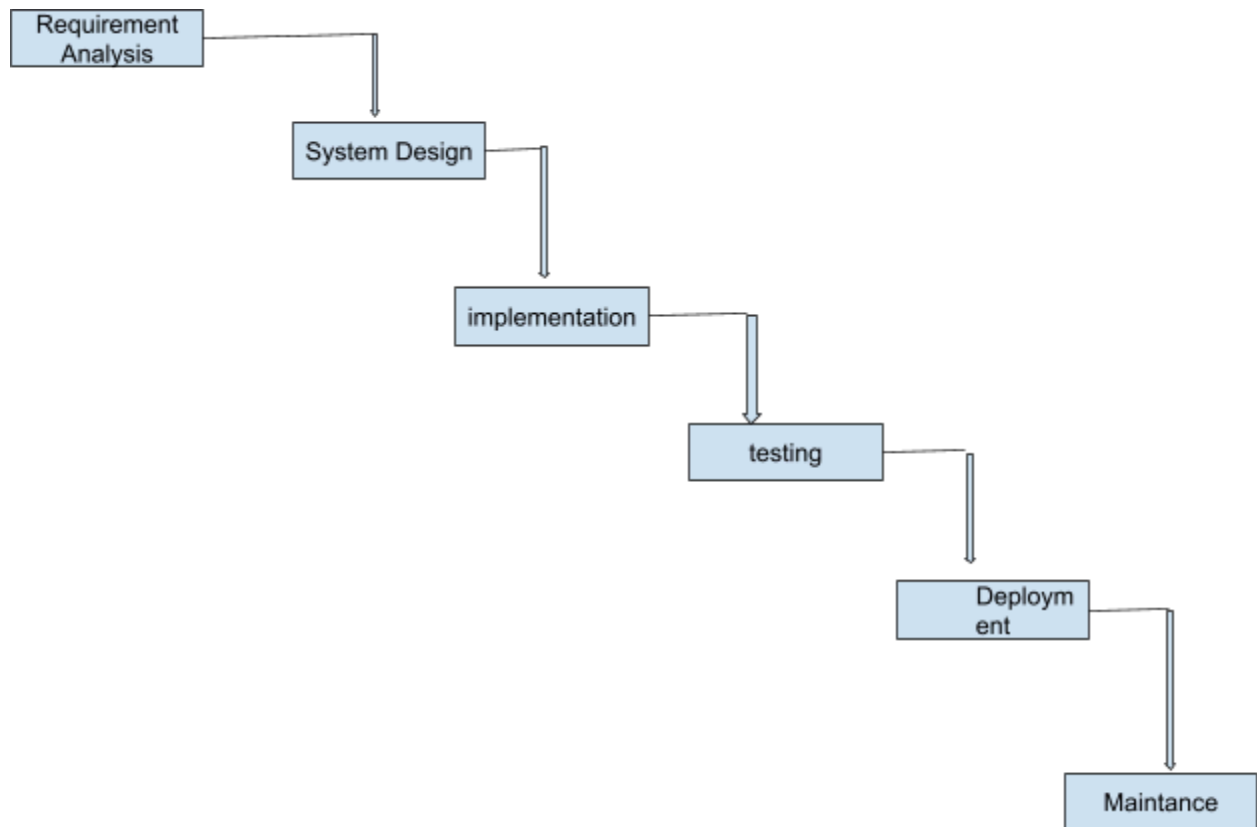 Requirement
Analysis
System Design
implementation
testing
Deploym
ent
Maintance